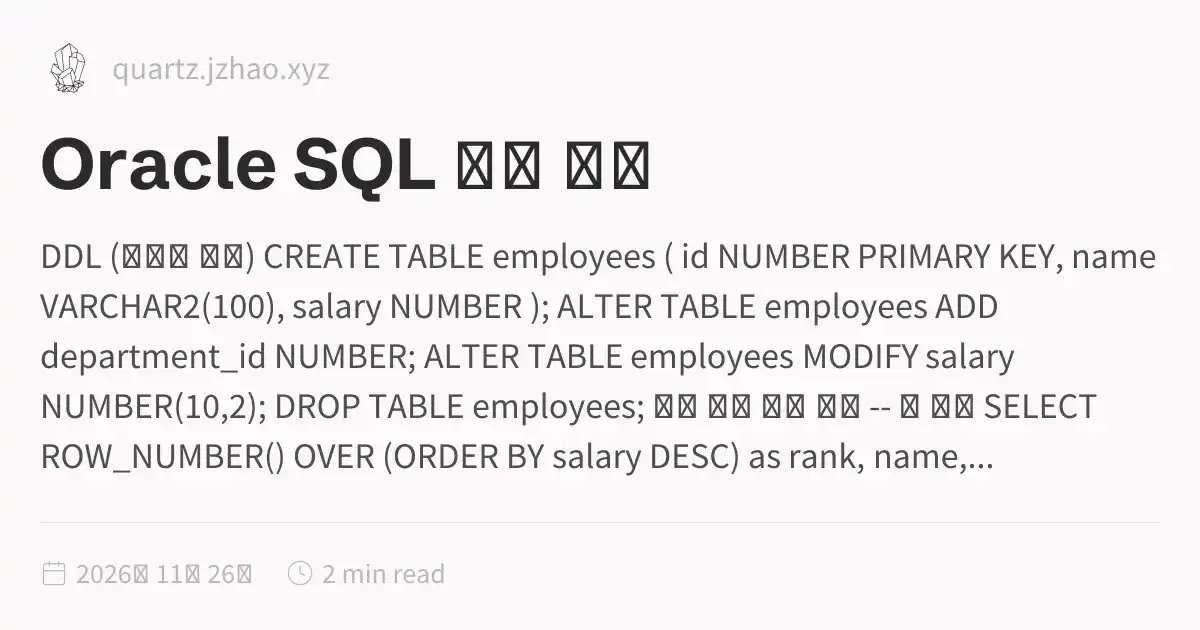 quartz.jzhao.xyz
Oracle SQL
DDL ( ) CREATE TABLE employees ( id NUMBER PRIMARY KEY, name
VARCHAR2(100), salary NUMBER ); ALTER TABLE employees ADD
department_id NUMBER; ALTER TABLE employees MODIFY salary
NUMBER(10,2); DROP TABLE employees; -- SELECT
ROW_NUMBER() OVER (ORDER BY salary DESC) as rank, name,...
2026 11 26
2 min read